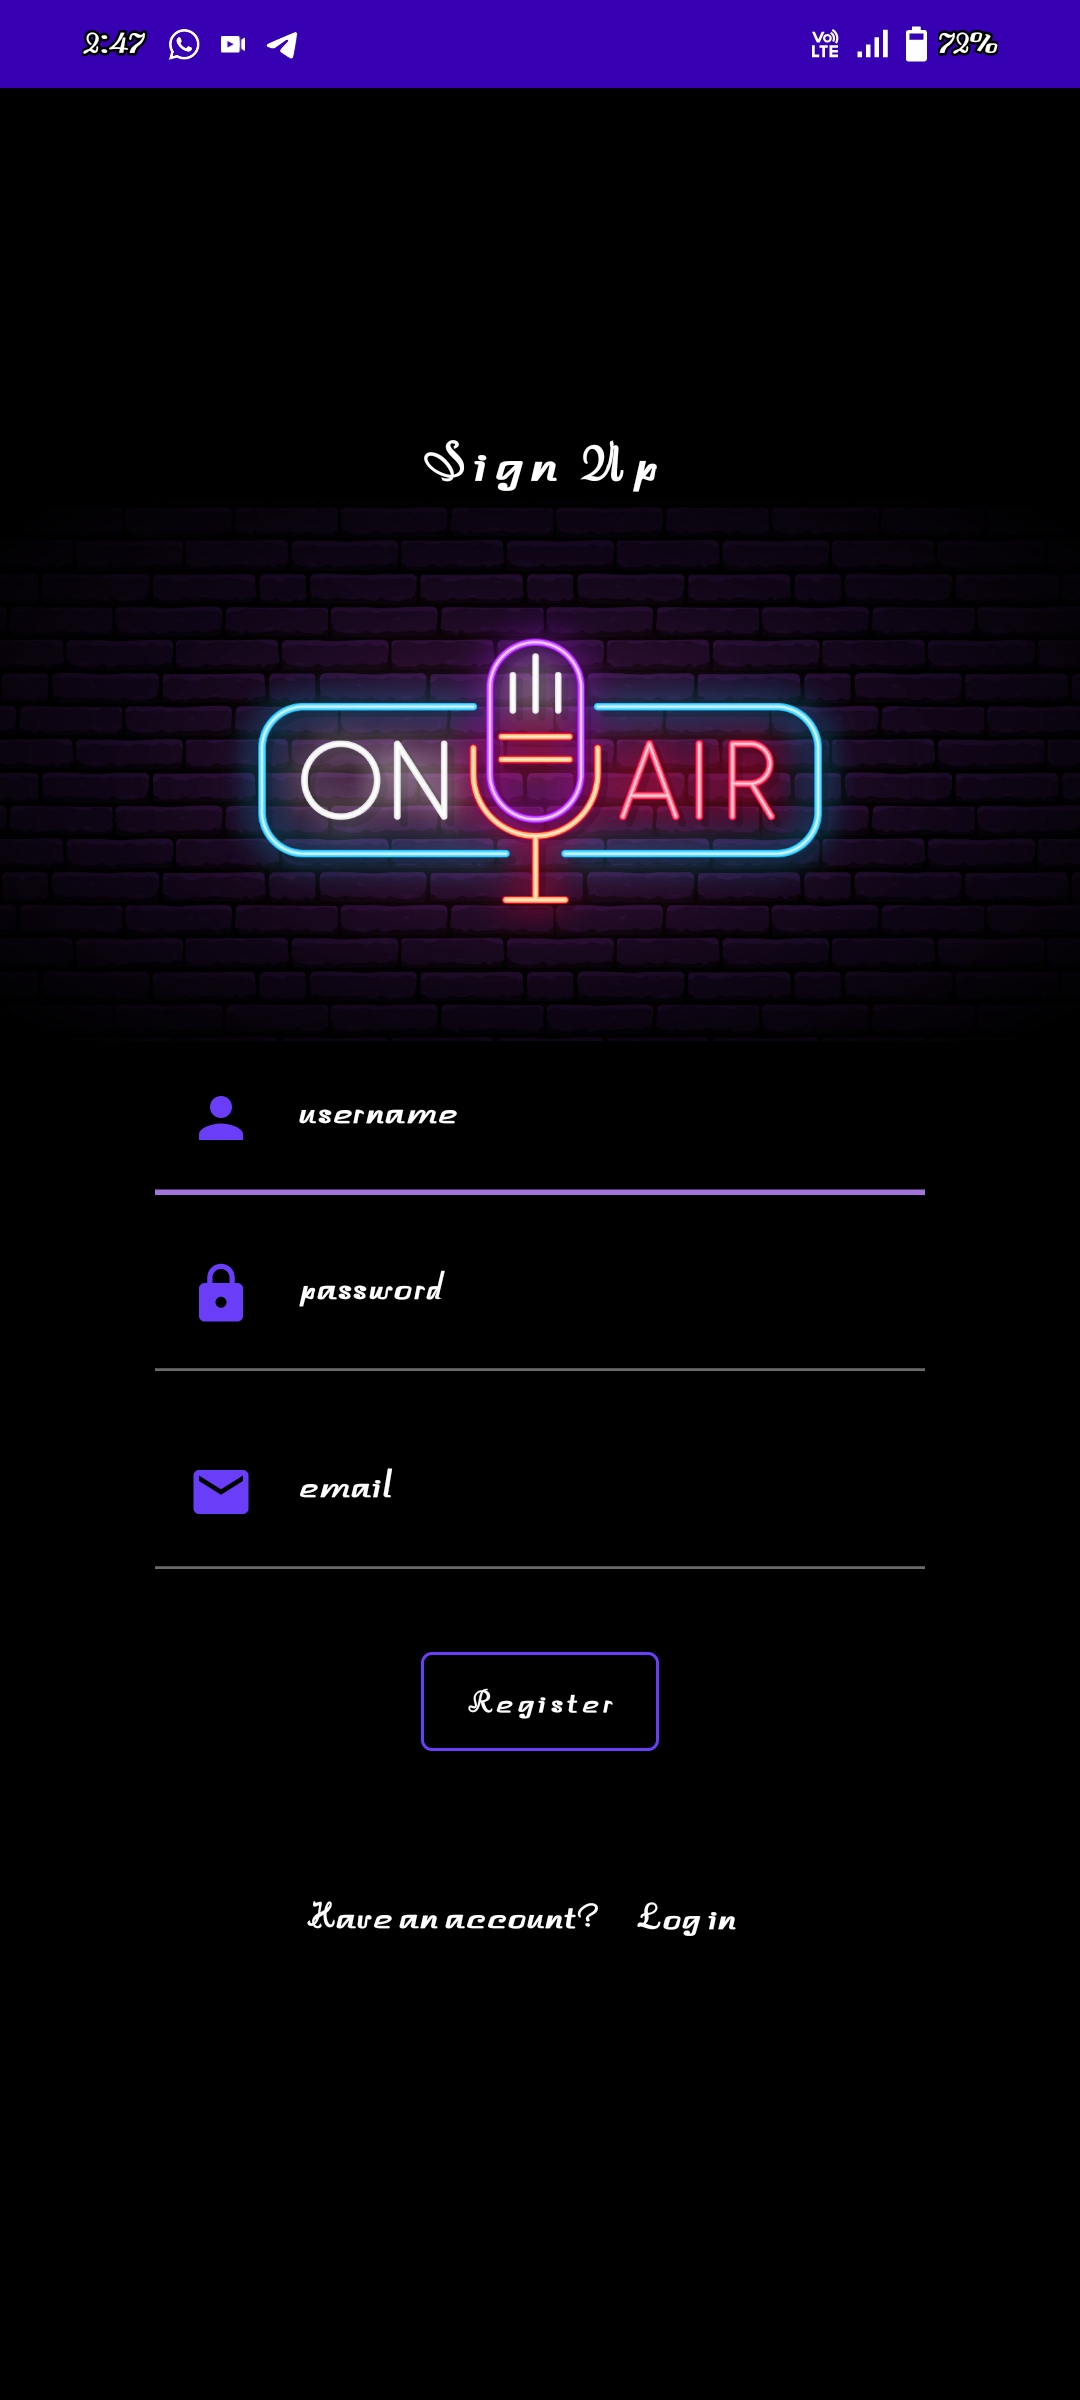 2:47 Vo) LTE 72%
Sign Up
ON AIR
username
password
email
Register
Have an account? Log in